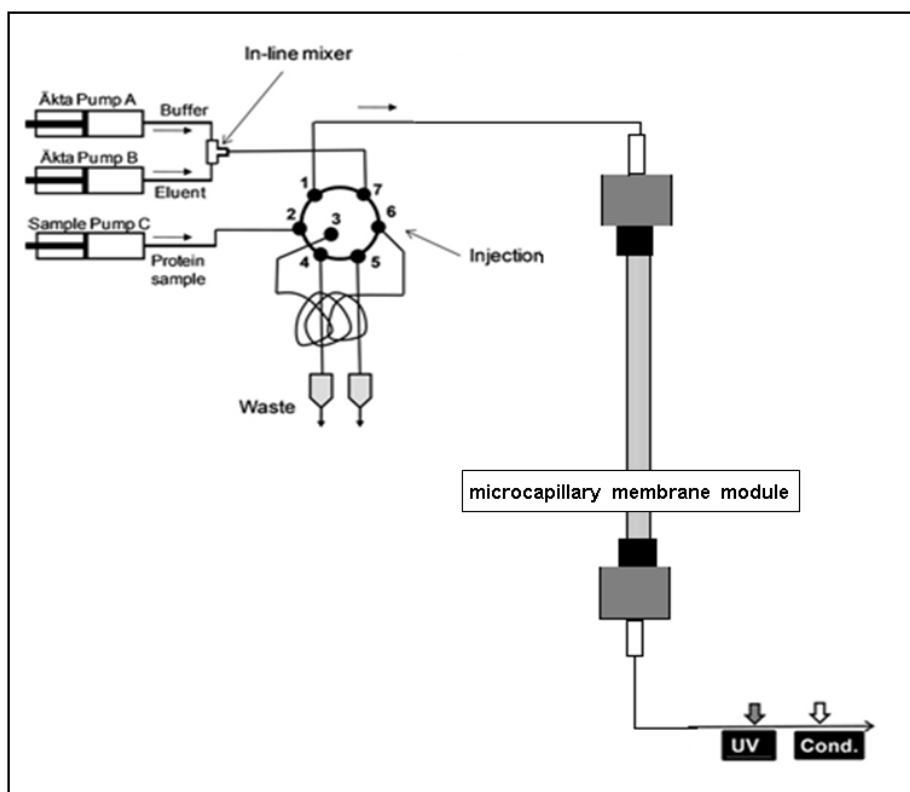 In-line mixer
Äkta Pump A
Buffer
Äkta Pump B
Eluent
Sample Pump C
Protein
sample
1
7
2
3
6
4
5
Injection
Waste
microcapillary membrane module
UV
Cond.